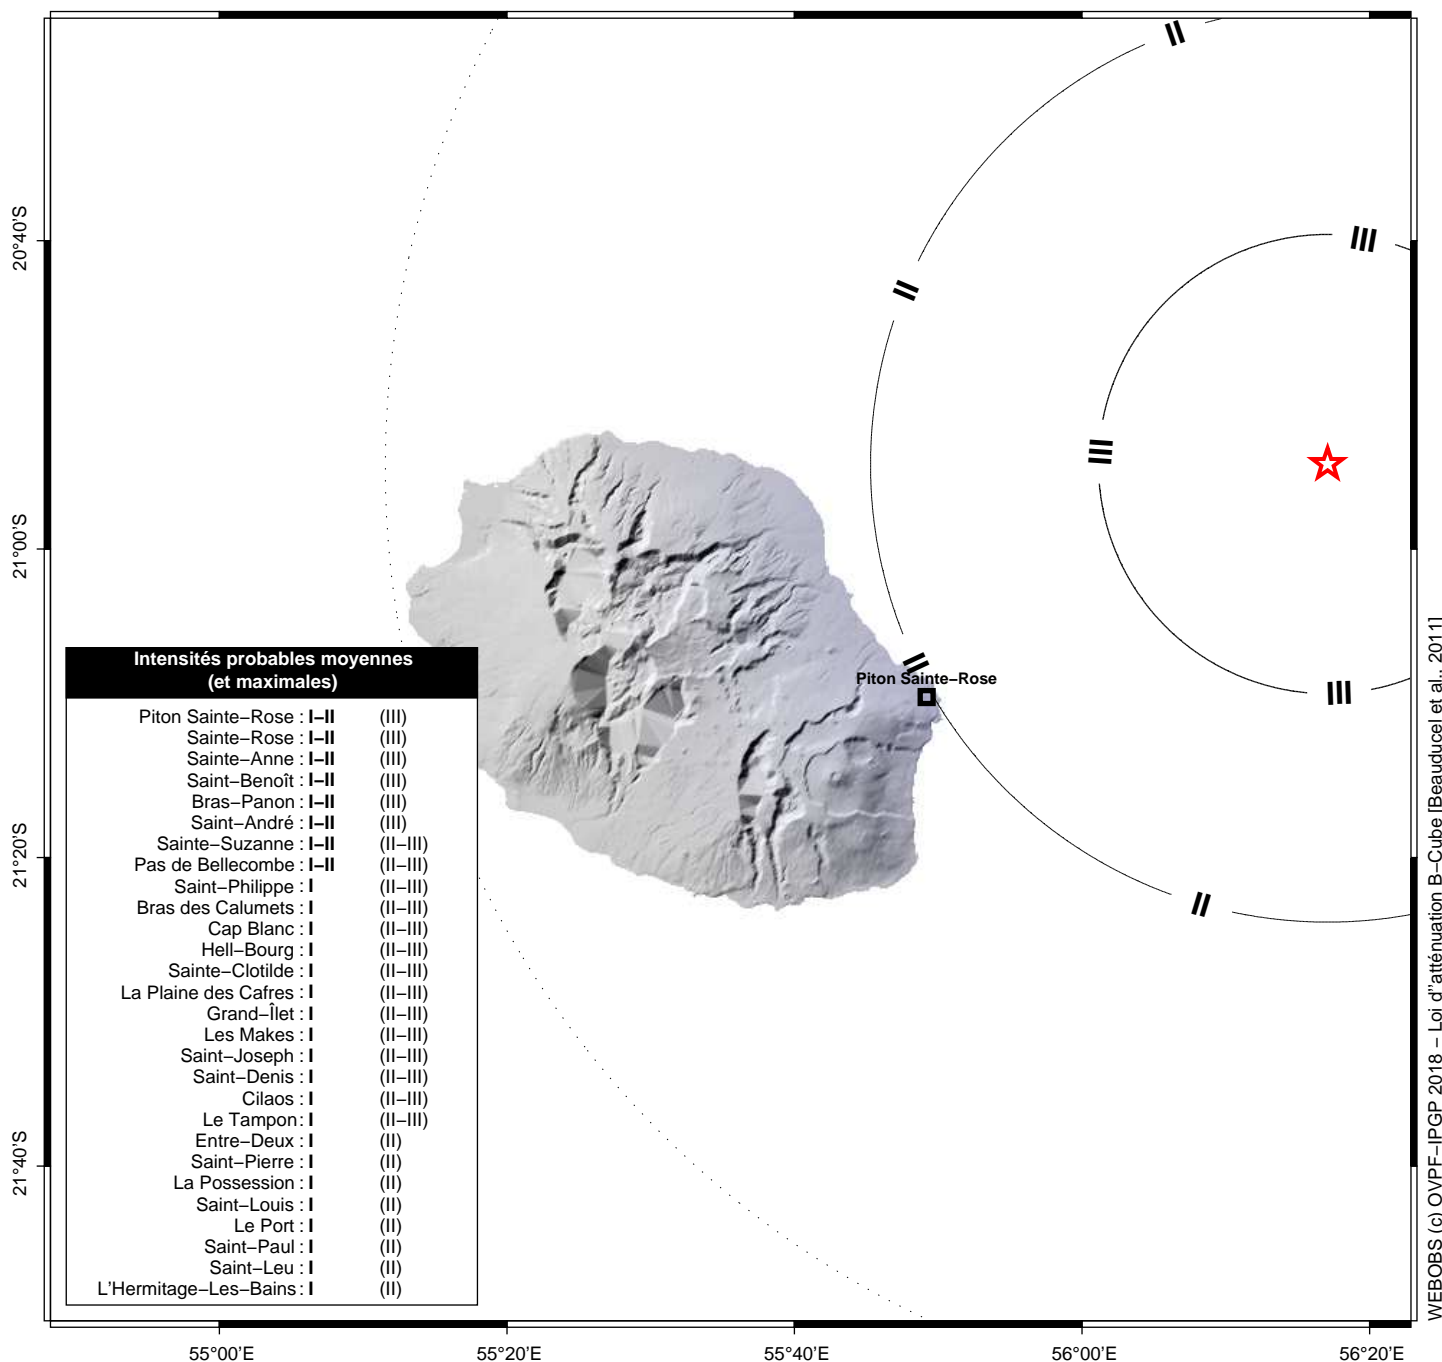 II
III
20°40'S
II
III
21°00'S
II
Piton Sainte−Rose
III
Intensités probables moyennes
(et maximales)
Piton Sainte−Rose : I−II (III)
Sainte−Rose : I−II (III)
Sainte−Anne : I−II (III)
Saint−Benoît : I−II (III)
Bras−Panon : I−II (III)
Saint−André : I−II (III)
Sainte−Suzanne : I−II (II−III)
Pas de Bellecombe : I−II (II−III)
Saint−Philippe : I (II−III)
Bras des Calumets : I (II−III)
Cap Blanc : I (II−III)
Hell−Bourg : I (II−III)
Sainte−Clotilde : I (II−III)
La Plaine des Cafres : I (II−III)
Grand−Îlet : I (II−III)
Les Makes : I (II−III)
Saint−Joseph : I (II−III)
Saint−Denis : I (II−III)
Cilaos : I (II−III)
Le Tampon : I (II−III)
Entre−Deux : I (II)
Saint−Pierre : I (II)
La Possession : I (II)
Saint−Louis : I (II)
Le Port : I (II)
Saint−Paul : I (II)
Saint−Leu : I (II)
L'Hermitage−Les−Bains : I (II)
21°20'S
II
21°40'S
55°00'E
55°20'E
55°40'E
56°00'E
56°20'E
WEBOBS (c) OVPF−IPGP 2018 − Loi d''atténuation B−Cube [Beauducel et al., 2011]